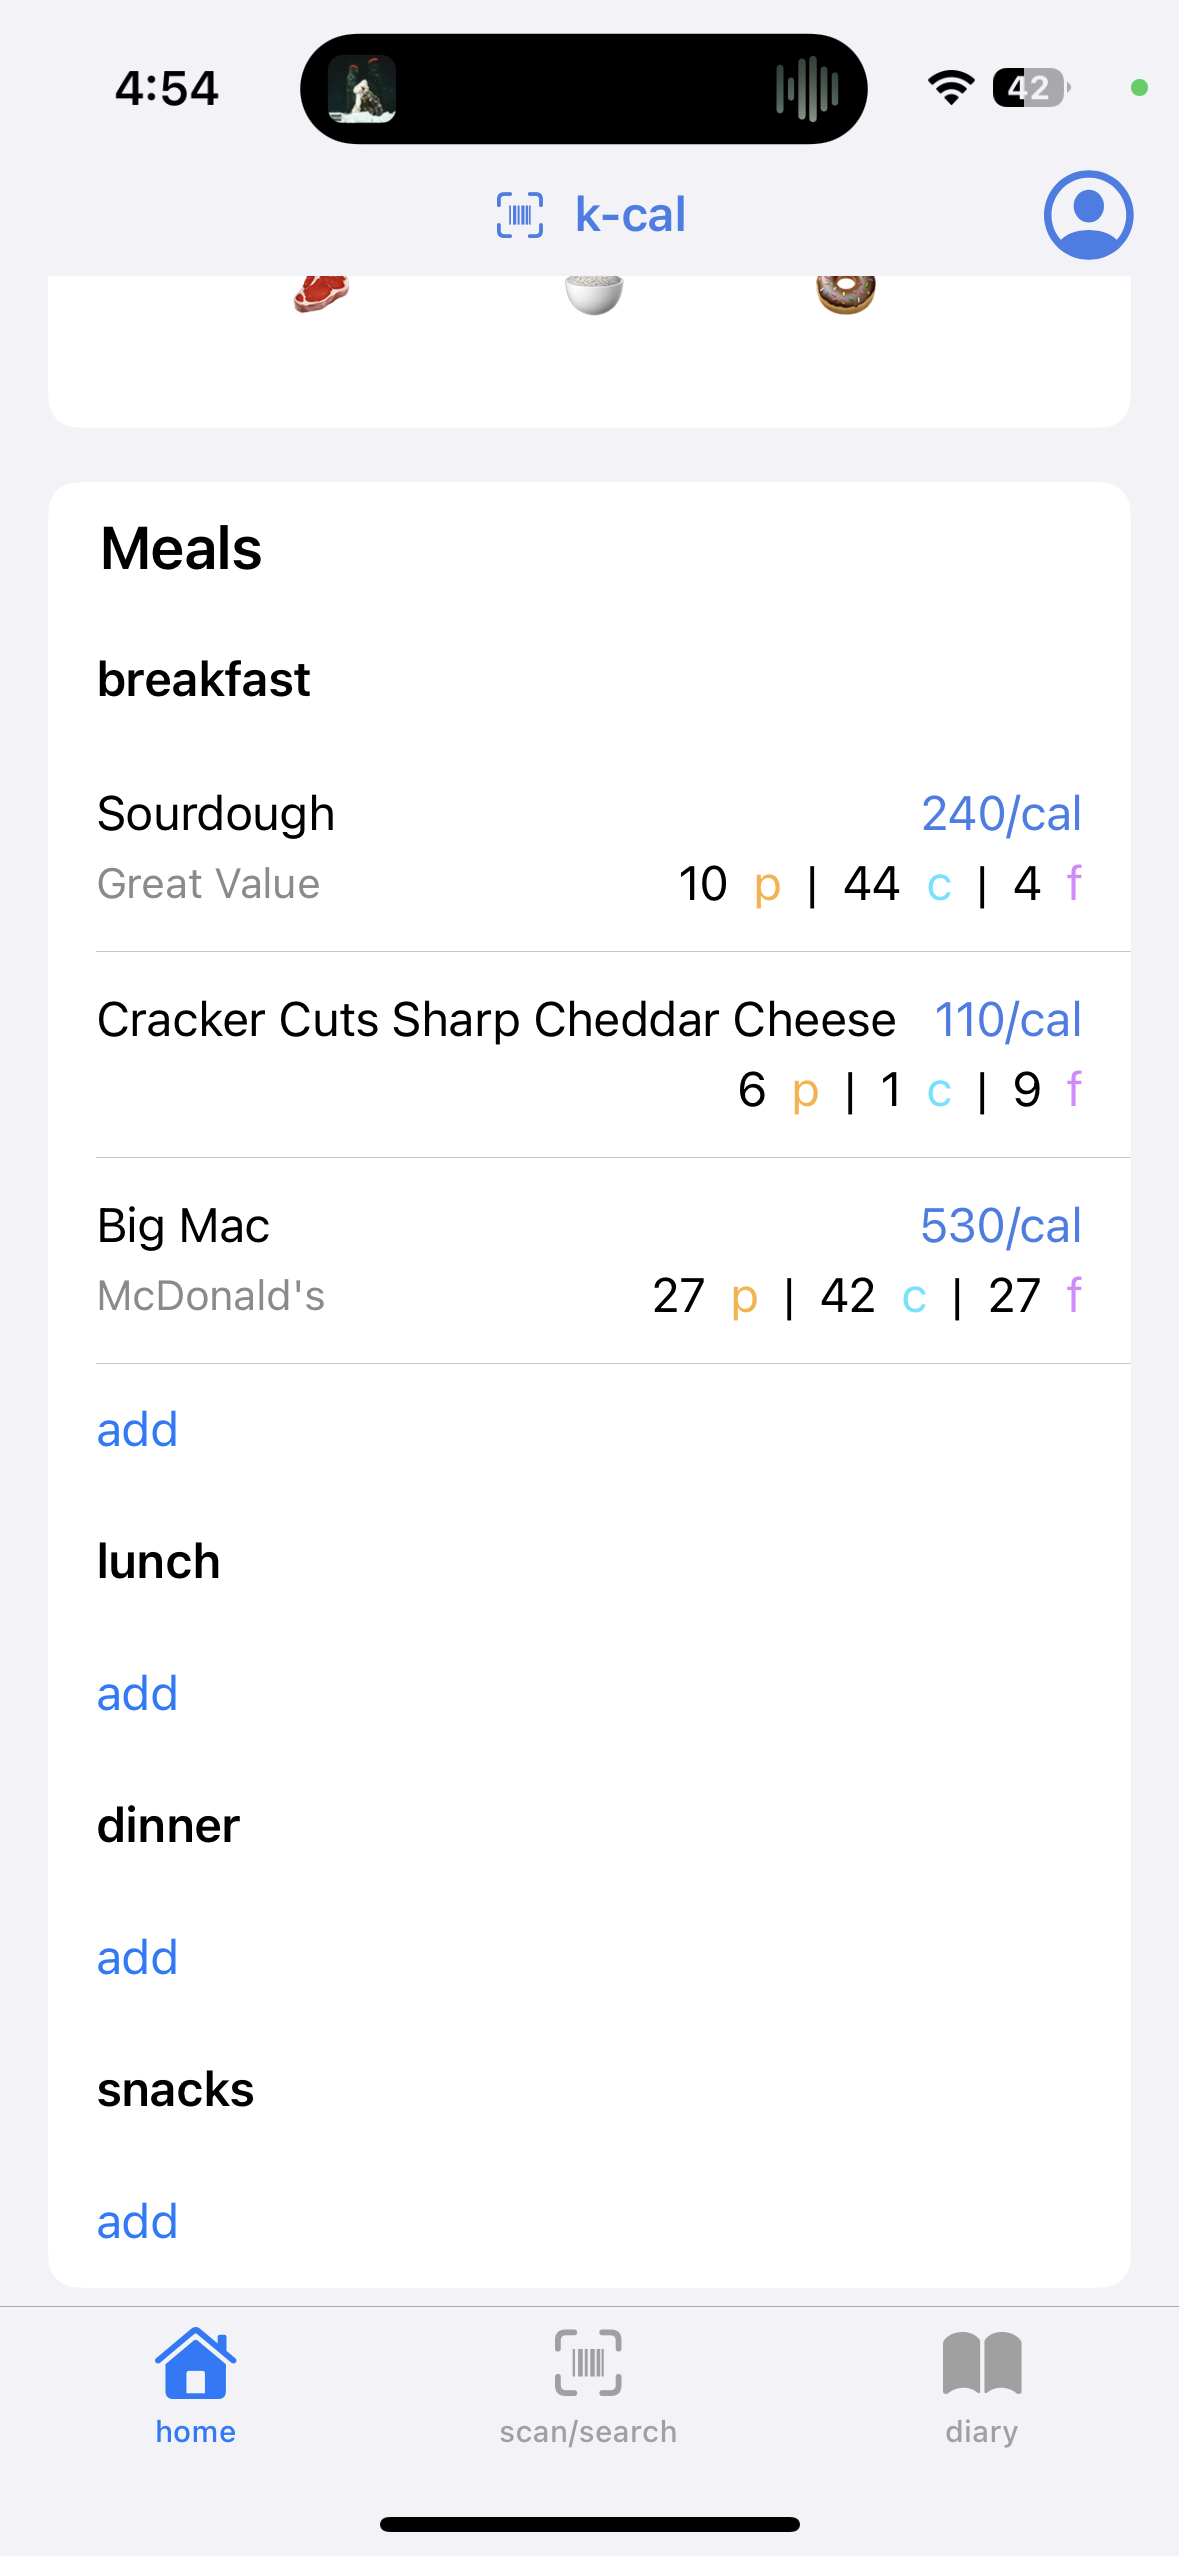 4:54
42
k-cal
Meals
breakfast
Sourdough 240/cal
Great Value 10 p | 44 c | 4 f
Cracker Cuts Sharp Cheddar Cheese 110/cal
6 p | 1 c | 9 f
Big Mac 530/cal
McDonald's 27 p | 42 c | 27 f
add
lunch
add
dinner
add
snacks
add
home scan/search diary